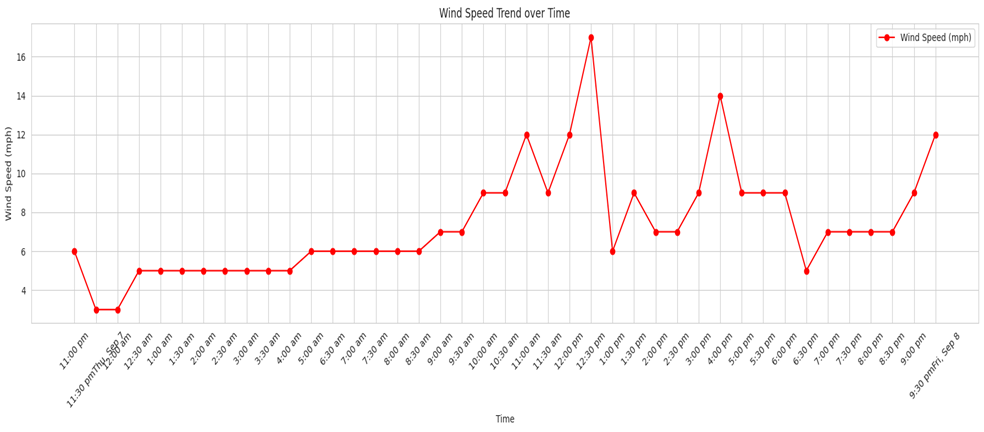 Wind Speed Trend over Time
Wind Speed (mph)
Wind Speed (mph)
16
14
12
10
8
6
4
11:00 pm
11:30 pmThu, Sep 7
12:00 am
12:30 am
1:00 am
1:30 am
2:00 am
2:30 am
3:00 am
3:30 am
4:00 am
5:00 am
6:30 am
7:00 am
7:30 am
8:00 am
8:30 am
9:00 am
9:30 am
10:00 am
10:30 am
11:00 am
11:30 am
12:00 pm
12:30 pm
1:00 pm
1:30 pm
2:00 pm
2:30 pm
3:00 pm
4:00 pm
5:00 pm
5:30 pm
6:00 pm
6:30 pm
7:00 pm
7:30 pm
8:00 pm
8:30 pm
9:00 pm
9:30 pmFri, Sep 8
Time